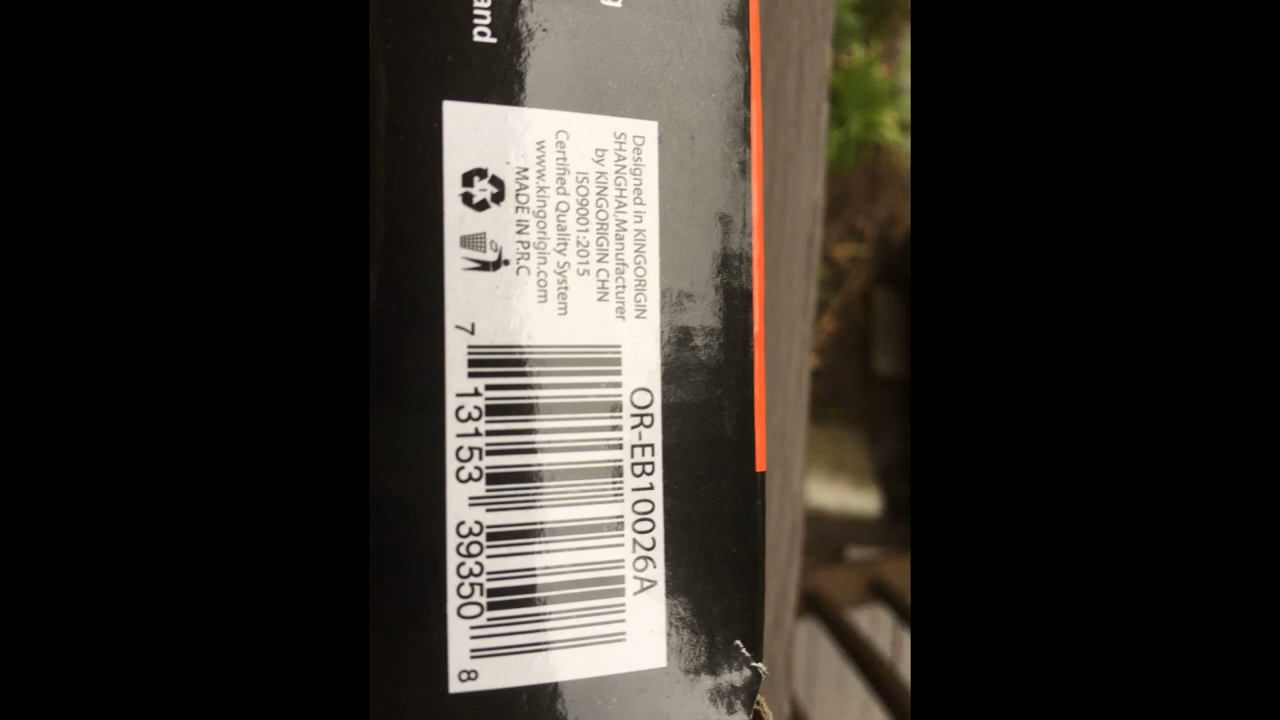 and
Designed in KINGORIGIN
SHANGHAI,Manufacturer
by KINGORIGIN CHN
ISO9001:2015
Certified Quality System
www.kingorigin.com
MADE IN P.R.C
OR-EB10026A
7 13153 39350 8